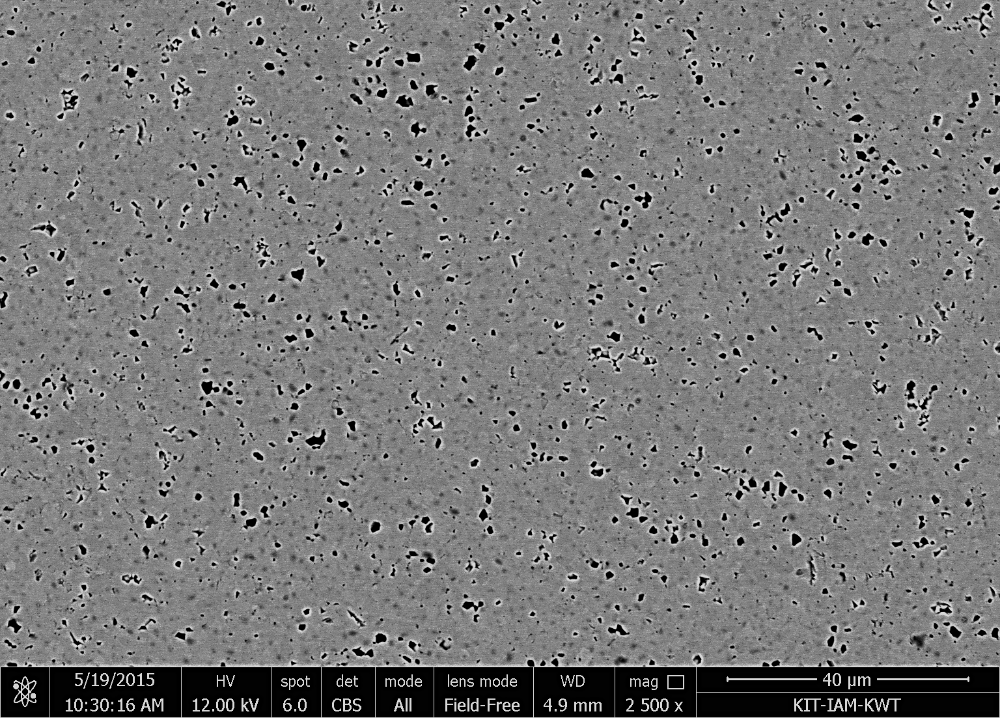 5/19/2015
10:30:16 AM
HV
12.00 kV
spot
6.0
det
CBS
mode
All
lens mode
Field-Free
WD
4.9 mm
mag
2 500 x
40 µm
KIT-IAM-KWT